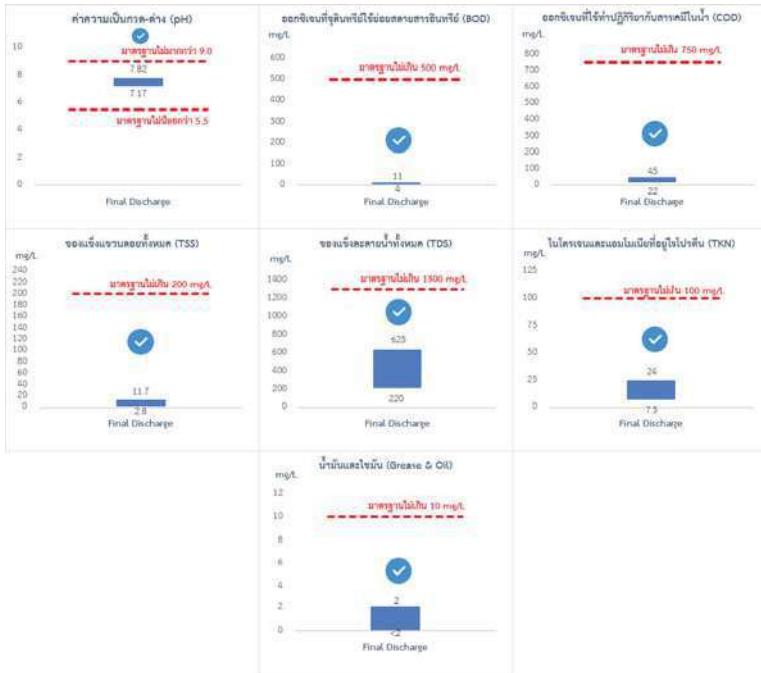 ค่าความเป็นกรด-ด่าง (pH)
10
8
6
4
2
0
มาตรฐานไม่มากกว่า 9.0
7.82
7.17
มาตรฐานไม่น้อยกว่า 5.5
Final Discharge
ออกซิเจนที่จุลินทรีย์ใช้ย่อยสลายสารอินทรีย์ (BOD)
mg/L
600
500
400
300
200
100
0
มาตรฐานไม่เกิน 500 mg/L
11
4
Final Discharge
ออกซิเจนที่ใช้ทำปฏิกิริยากับสารเคมีในน้ำ (COD)
mg/L
800
700
600
500
400
300
200
100
0
มาตรฐานไม่เกิน 750 mg/L
45
22
Final Discharge
ของแข็งแขวนลอยทั้งหมด (TSS)
mg/L
240
220
200
180
160
140
120
100
80
60
40
20
0
มาตรฐานไม่เกิน 200 mg/L
11.7
2.8
Final Discharge
ของแข็งละลายน้ำทั้งหมด (TDS)
mg/L
1400
1200
1000
800
600
400
200
0
มาตรฐานไม่เกิน 1300 mg/L
625
220
Final Discharge
ไนโตรเจนและแอมโมเนียที่อยู่ในโปรตีน (TKN)
mg/L
125
100
75
50
25
0
มาตรฐานไม่เกิน 100 mg/L
24
7.5
Final Discharge
น้ำมันและไขมัน (Grease & Oil)
mg/L
12
10
8
6
4
2
0
มาตรฐานไม่เกิน 10 mg/L
2
<2
Final Discharge